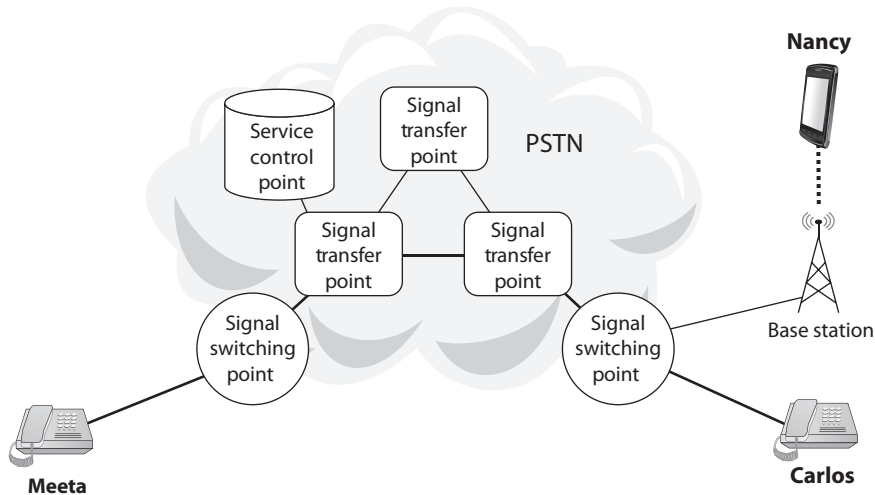 Nancy
Signal
transfer
point
PSTN
Service
control
point
Signal
transfer
point
Signal
transfer
point
Signal
switching
point
Signal
switching
point
Base station
Meeta
Carlos